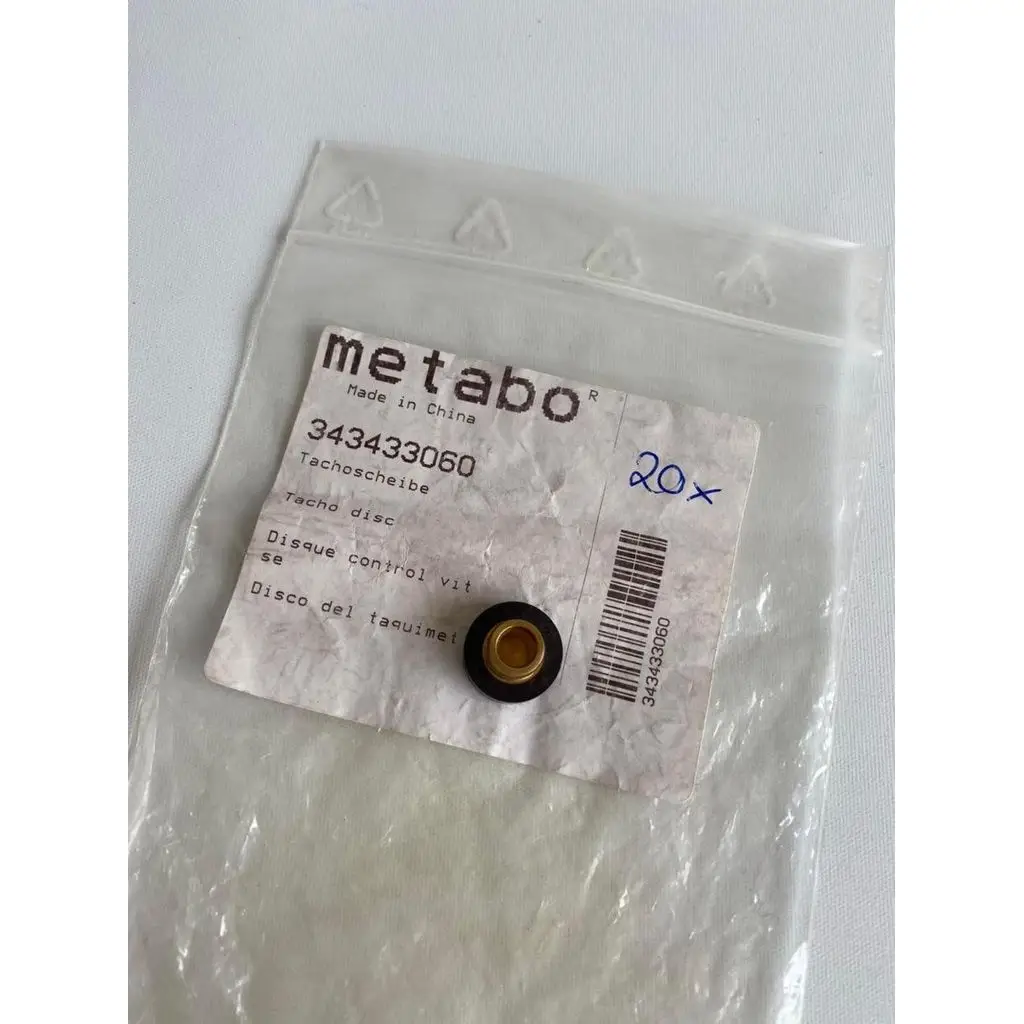 metabo®
Made in China
343433060
Tachoscheibe
Tacho disc
Disque control vit
se
Disco del taquimet
20x
343433060